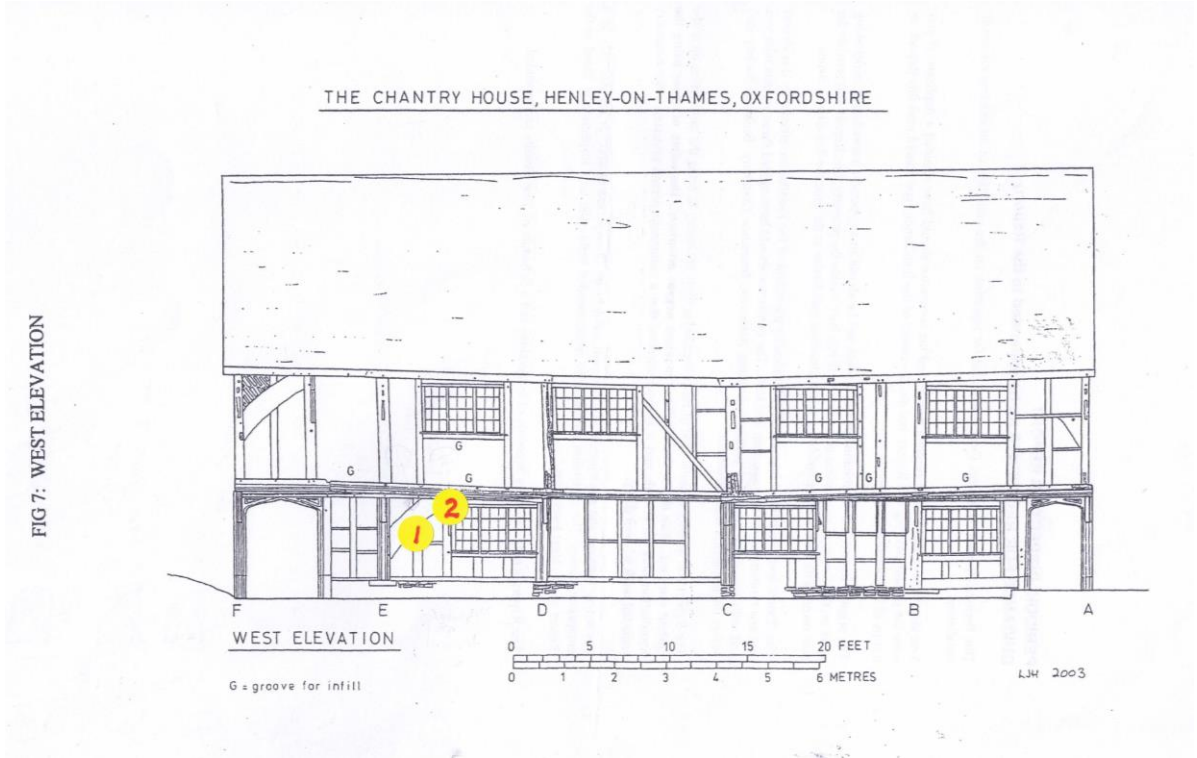 THE CHANTRY HOUSE, HENLEY-ON-THAMES, OXFORDSHIRE
FIG 7: WEST ELEVATION
G
G
G
G G
G
1
2
F E D C B A
WEST ELEVATION
0 5 10 15 20 FEET
0 1 2 3 4 5 6 METRES
G = groove for infill
LJH 2003